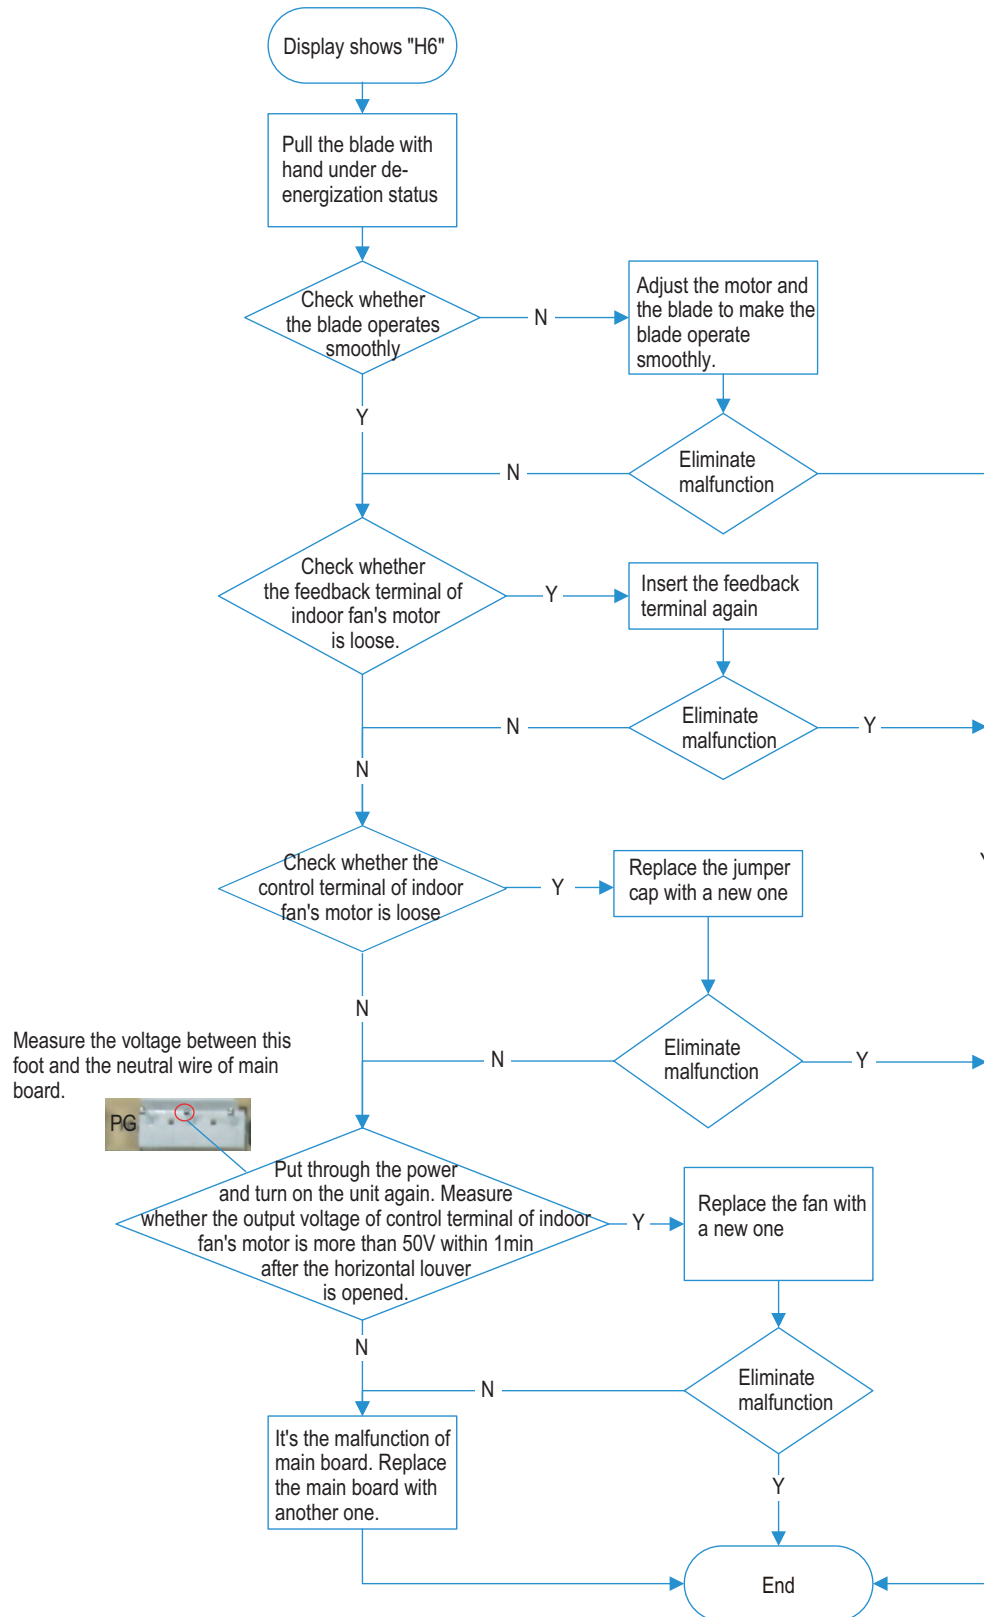 Display shows "H6"
Pull the blade with
hand under de-
energization status
Check whether
the blade operates
smoothly
N
Adjust the motor and
the blade to make the
blade operate
smoothly.
Y
N
Eliminate
malfunction
Check whether
the feedback terminal of
indoor fan's motor
is loose.
Y
Insert the feedback
terminal again
N
Eliminate
malfunction
Y
N
Check whether the
control terminal of indoor
fan's motor is loose
Y
Replace the jumper
cap with a new one
Y
N
N
Eliminate
malfunction
Y
Measure the voltage between this
foot and the neutral wire of main
board.
PG
Put through the power
and turn on the unit again. Measure
whether the output voltage of control terminal of indoor
fan's motor is more than 50V within 1min
after the horizontal louver
is opened.
Y
Replace the fan with
a new one
N
N
Eliminate
malfunction
It's the malfunction of
main board. Replace
the main board with
another one.
Y
End